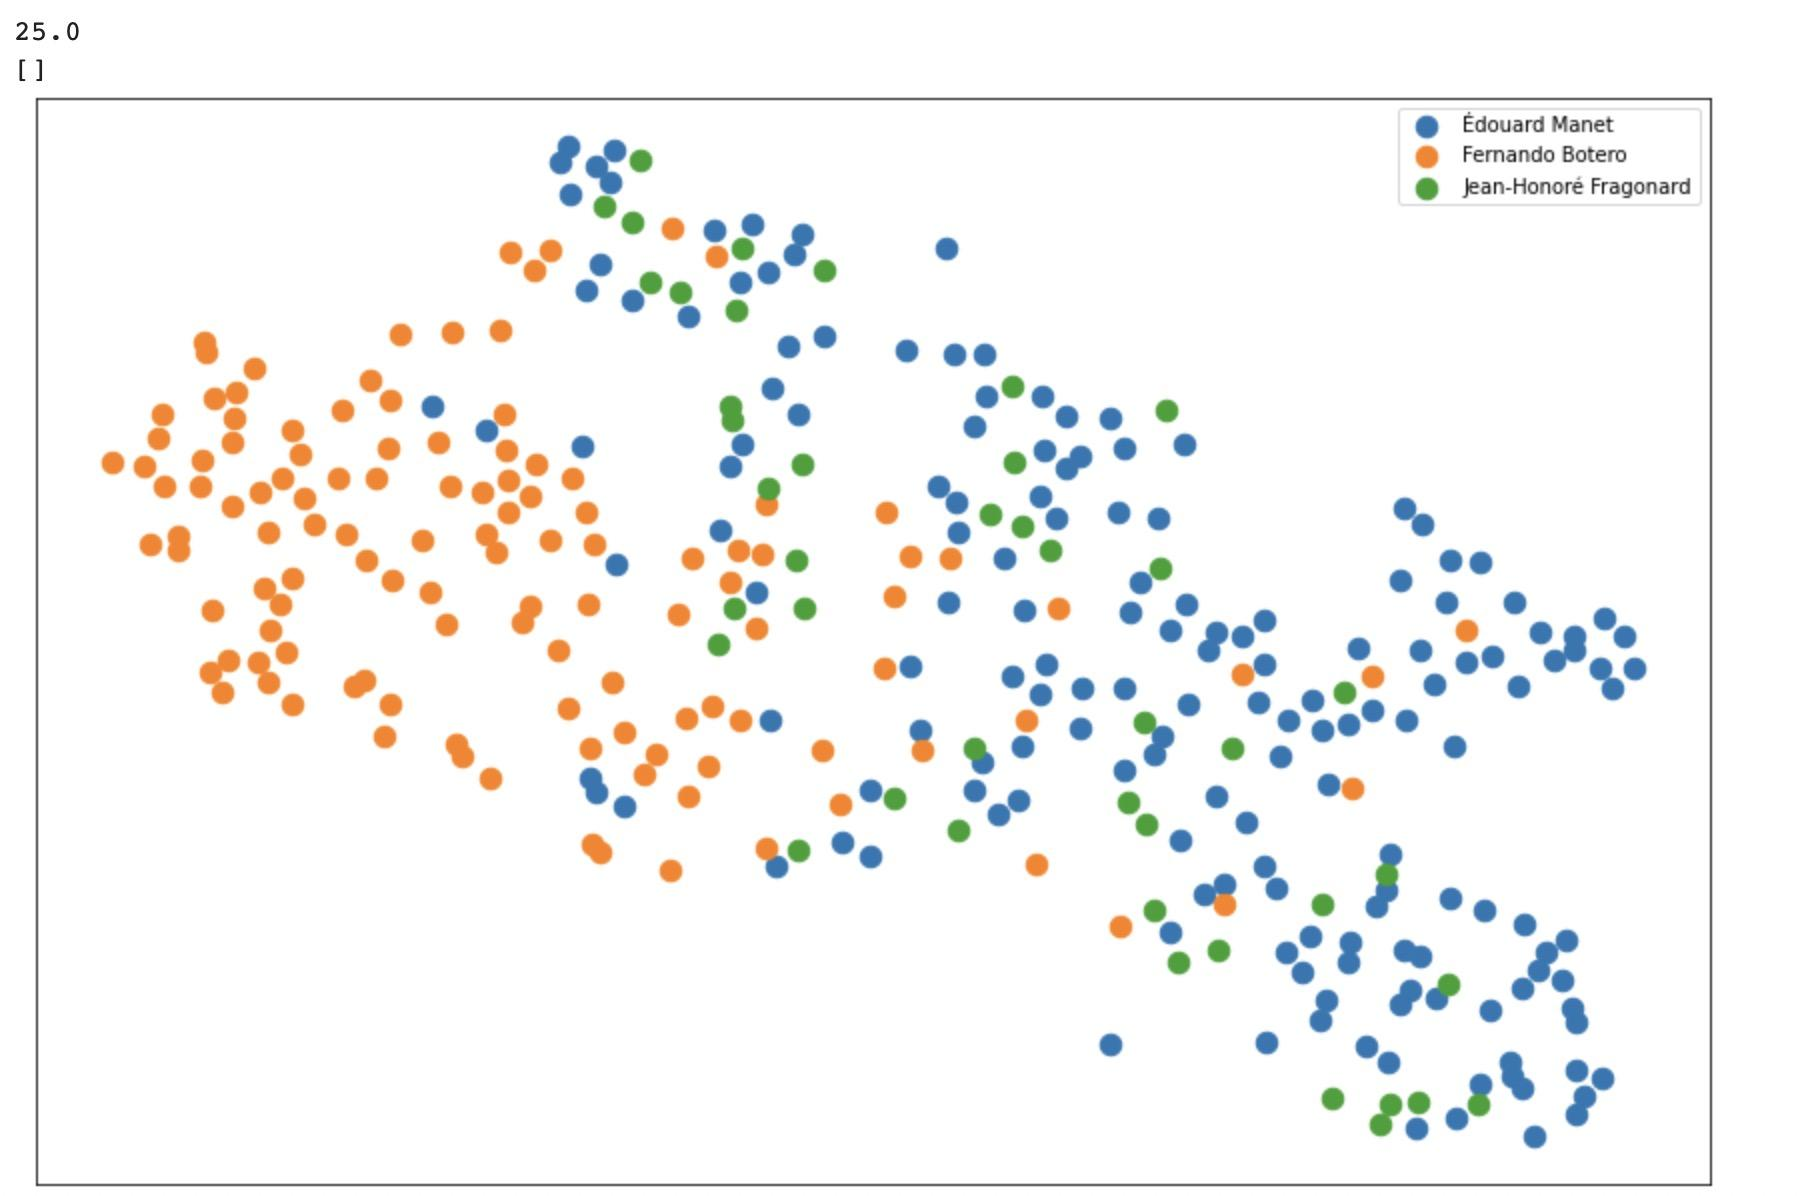 25.0
[]
Édouard Manet
Fernando Botero
Jean-Honoré Fragonard